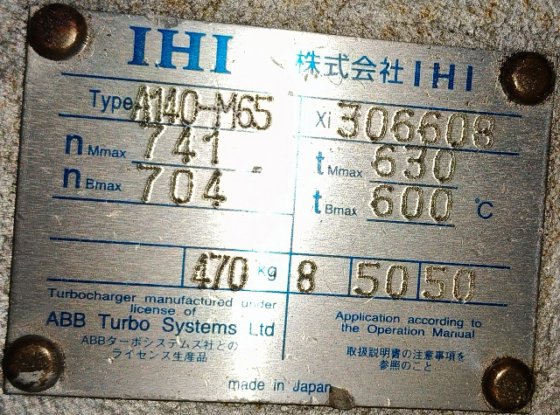 IHI 株式会社 IHI
Type A140-M65 XI 306608
n Mmax 741 t Mmax 630
n Bmax 704 t Bmax 600 °C
470 kg 8 50 50
Turbocharger manufactured under
license of
ABB Turbo Systems Ltd
ABBターボシステムズ社との
ライセンス生産品
Application according to
the Operation Manual
取扱説明書の注意事項を
参照のこと
made in Japan